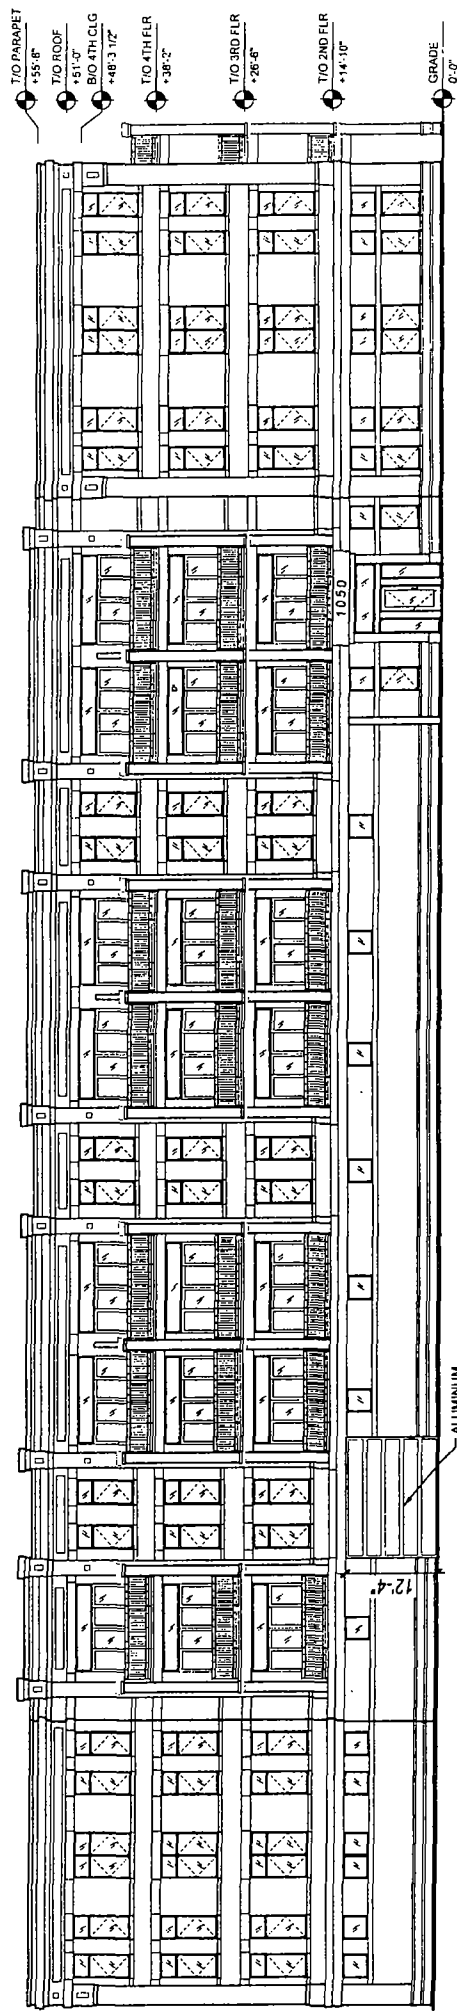 T/O PARAPET
+55'-6"
T/O ROOF
+51'-0"
B/O 4TH CLG
+48'-3 1/2"
T/O 4TH FLR
+38'-2"
T/O 3RD FLR
+26'-6"
T/O 2ND FLR
+14'-10"
GRADE
0'-0"
1050
12'-4"
ALUMINUM